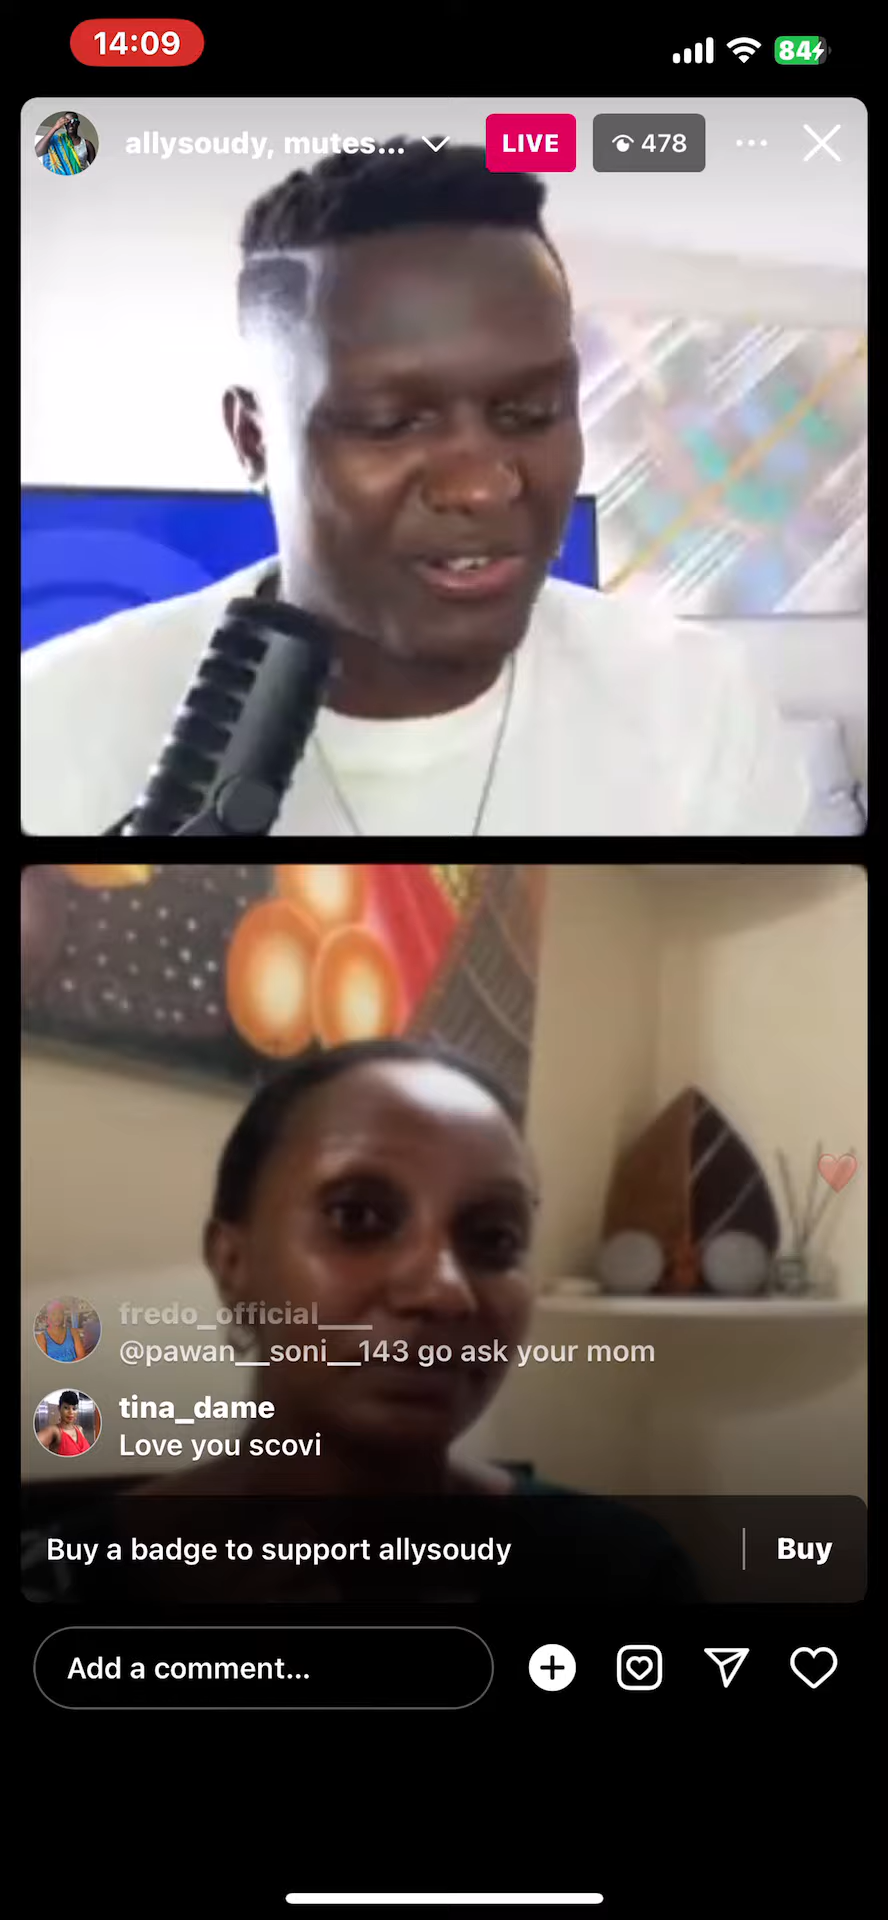 14:09
84
allysoudy, mutes...
LIVE
478
fredo_official___
@pawan__soni__143 go ask your mom
tina_dame
Love you scovi
Buy a badge to support allysoudy
Buy
Add a comment...